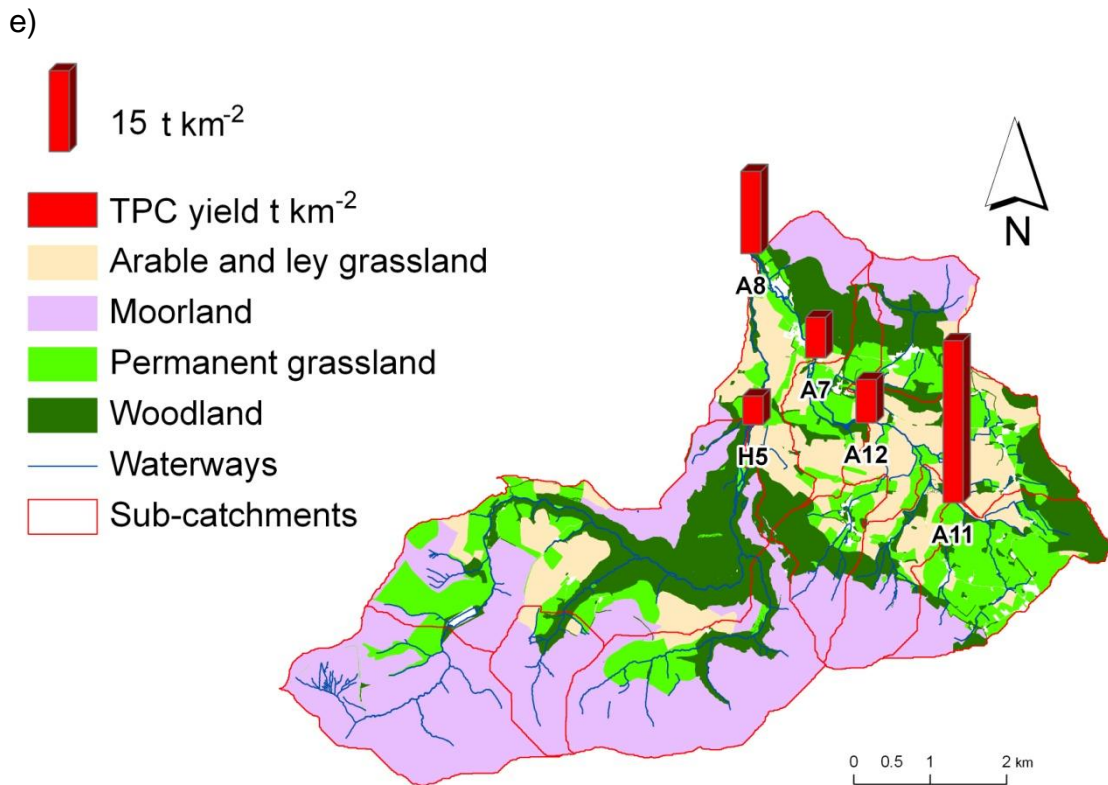 e)
15 t km⁻²
TPC yield t km⁻²
Arable and ley grassland
Moorland
Permanent grassland
Woodland
Waterways
Sub-catchments
N
A8
A7
H5
A12
A11
0 0.5 1 2 km